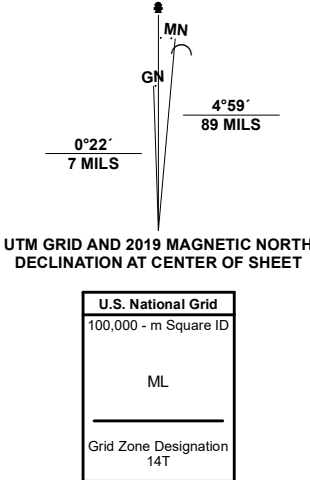 MN
GN
4°59´
89 MILS
0°22´
7 MILS
UTM GRID AND 2019 MAGNETIC NORTH
DECLINATION AT CENTER OF SHEET
U.S. National Grid
100,000 - m Square ID
ML
Grid Zone Designation
14T